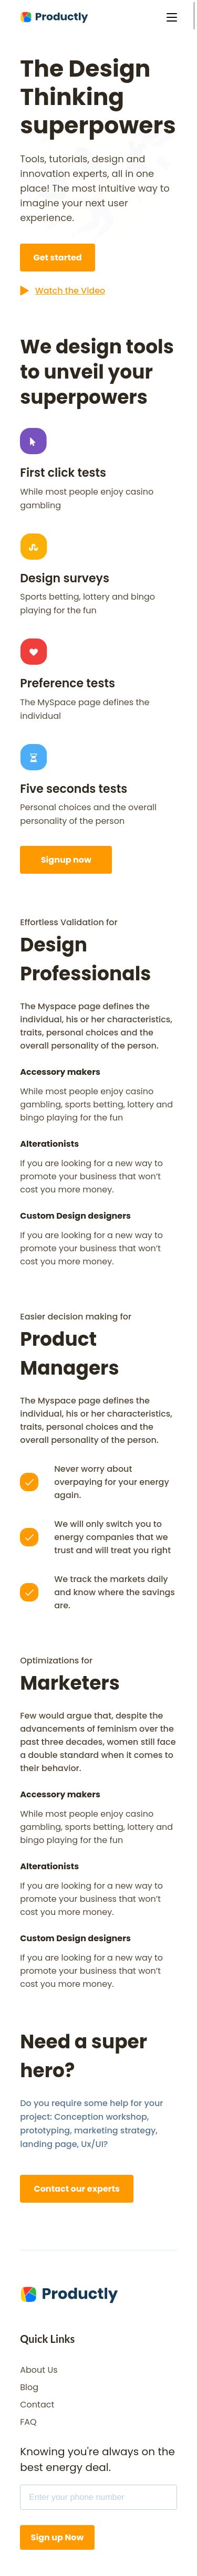 Productly
The Design
Thinking
superpowers
Tools, tutorials, design and
innovation experts, all in one
place! The most intuitive way to
imagine your next user
experience.
Get started
Watch the Video
We design tools
to unveil your
superpowers
First click tests
While most people enjoy casino
gambling
Design surveys
Sports betting, lottery and bingo
playing for the fun
Preference tests
The MySpace page defines the
individual
Five seconds tests
Personal choices and the overall
personality of the person
Signup now
Effortless Validation for
Design
Professionals
The Myspace page defines the
individual, his or her characteristics,
traits, personal choices and the
overall personality of the person.
Accessory makers
While most people enjoy casino
gambling, sports betting, lottery and
bingo playing for the fun
Alterationists
If you are looking for a new way to
promote your business that won't
cost you more money.
Custom Design designers
If you are looking for a new way to
promote your business that won't
cost you more money.
Easier decision making for
Product
Managers
The Myspace page defines the
individual, his or her characteristics,
traits, personal choices and the
overall personality of the person.
Never worry about
overpaying for your energy
again.
We will only switch you to
energy companies that we
trust and will treat you right
We track the markets daily
and know where the savings
are.
Optimizations for
Marketers
Few would argue that, despite the
advancements of feminism over the
past three decades, women still face
a double standard when it comes to
their behavior.
Accessory makers
While most people enjoy casino
gambling, sports betting, lottery and
bingo playing for the fun
Alterationists
If you are looking for a new way to
promote your business that won't
cost you more money.
Custom Design designers
If you are looking for a new way to
promote your business that won't
cost you more money.
Need a super
hero?
Do you require some help for your
project: Conception workshop,
prototyping, marketing strategy,
landing page, Ux/UI?
Contact our experts
Productly
Quick Links
About Us
Blog
Contact
FAQ
Knowing you're always on the
best energy deal.
Enter your phone number
Sign up Now